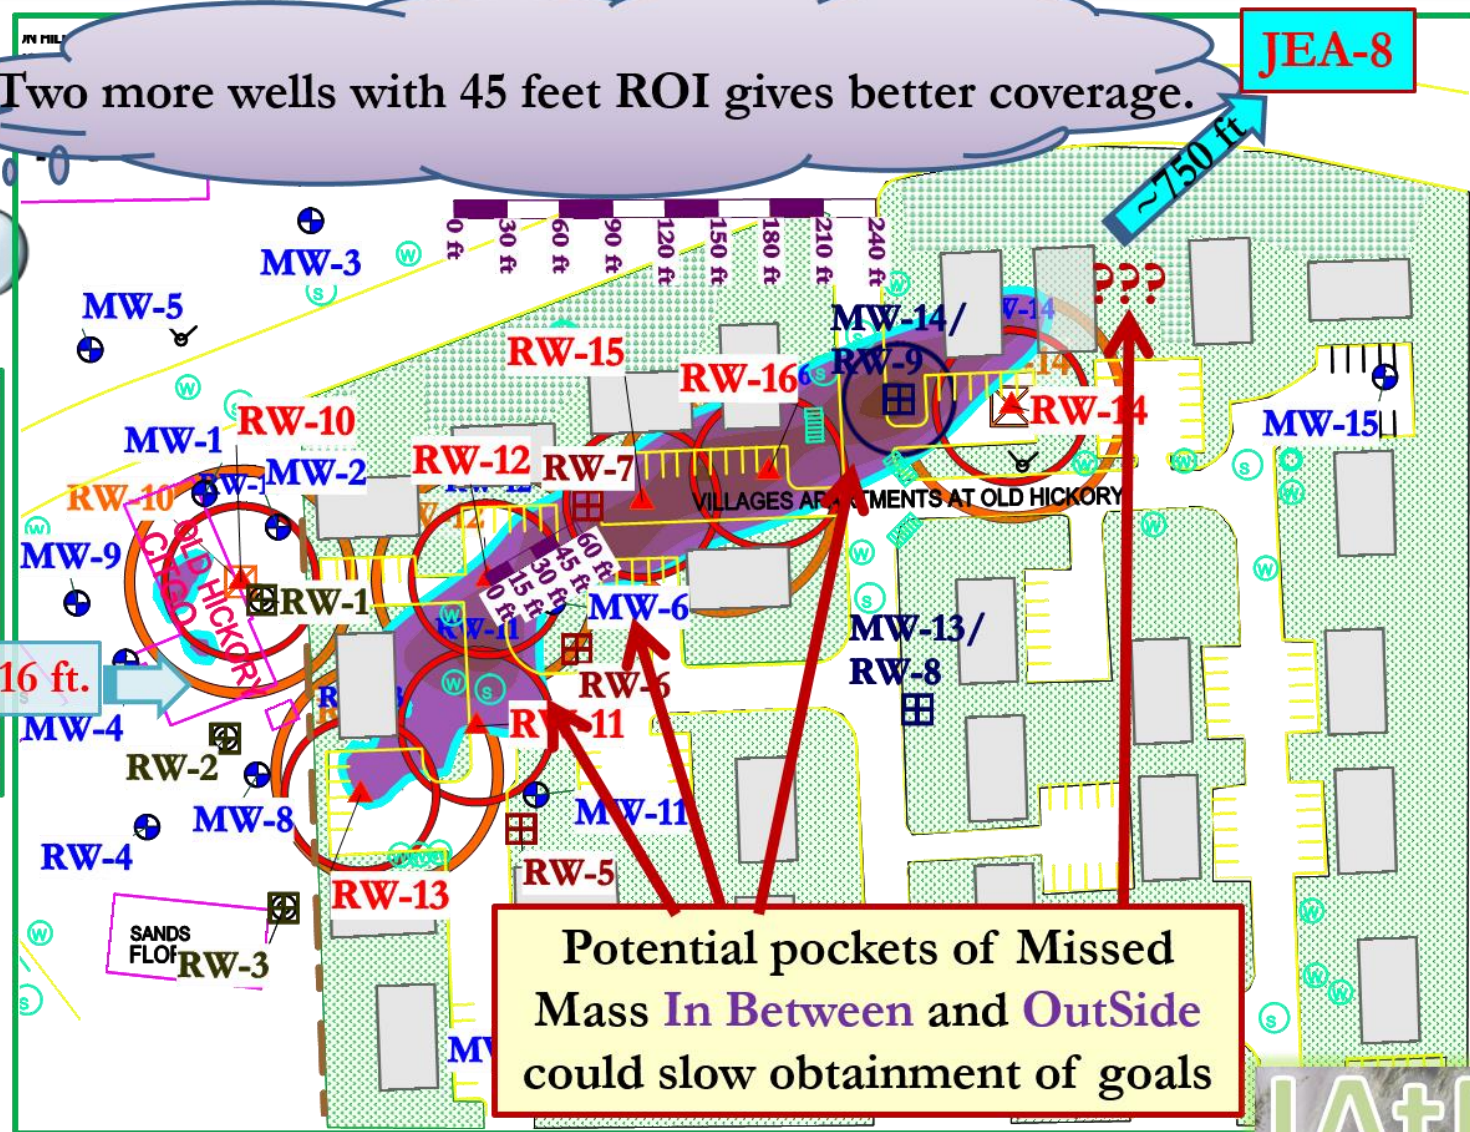 Two more wells with 45 feet ROI gives better coverage.
JEA-8
~750 ft
0 ft
30 ft
60 ft
90 ft
120 ft
150 ft
180 ft
210 ft
240 ft
MW-3
MW-5
???
MW-14/
RW-9
RW-15
RW-16
RW-14
MW-15
MW-1
RW-10
MW-2
RW-12
RW-7
RW-10
VILLAGES APARTMENTS AT OLD HICKORY
OLD HICKORY
CITGO
MW-9
RW-1
0 ft
15 ft
30 ft
45 ft
60 ft
MW-6
RW-11
MW-13/
RW-8
16 ft.
RW-6
MW-4
RW-11
RW-2
MW-8
MW-11
RW-4
RW-5
RW-13
SANDS
RW-3
Potential pockets of Missed
Mass In Between and OutSide
could slow obtainment of goals